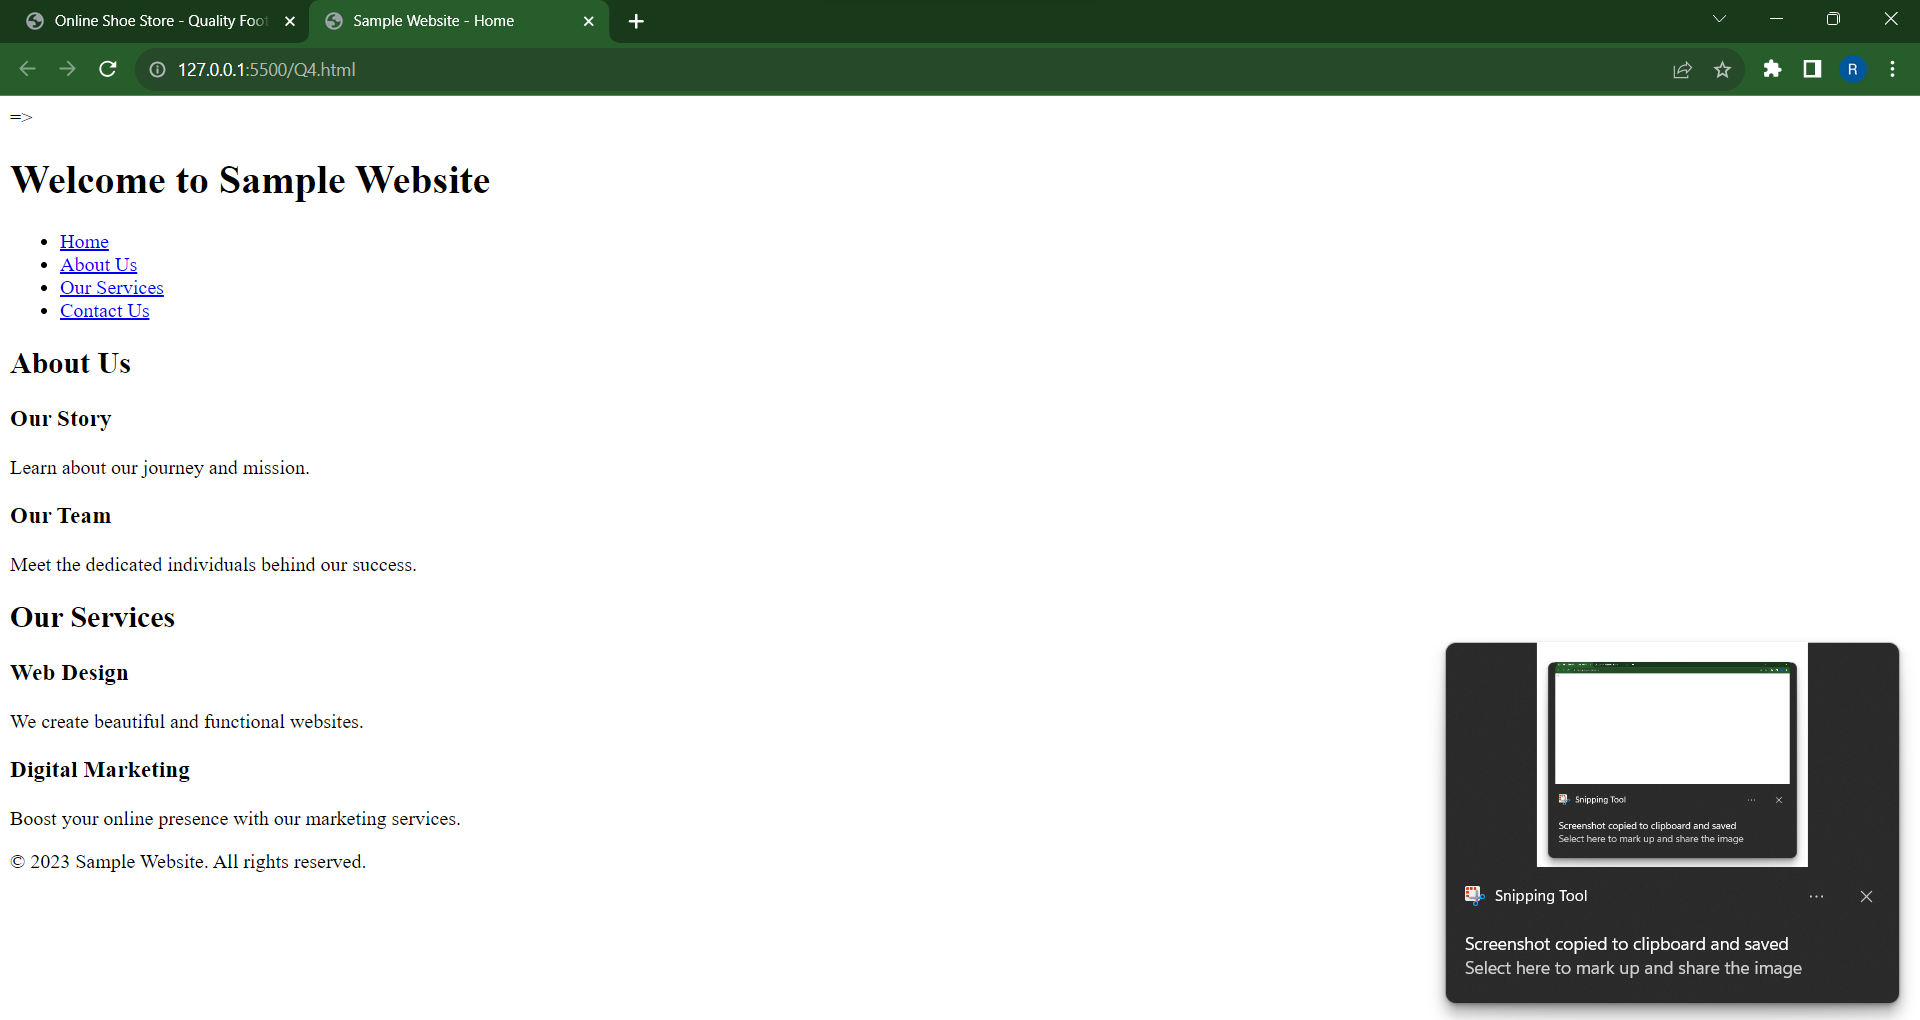 Online Shoe Store - Quality Foot
Sample Website - Home
127.0.0.1:5500/Q4.html
R
=>
Welcome to Sample Website
Home
About Us
Our Services
Contact Us
About Us
Our Story
Learn about our journey and mission.
Our Team
Meet the dedicated individuals behind our success.
Our Services
Web Design
We create beautiful and functional websites.
Digital Marketing
Boost your online presence with our marketing services.
© 2023 Sample Website. All rights reserved.
Snipping Tool
Screenshot copied to clipboard and saved
Select here to mark up and share the image
Snipping Tool
Screenshot copied to clipboard and saved
Select here to mark up and share the image